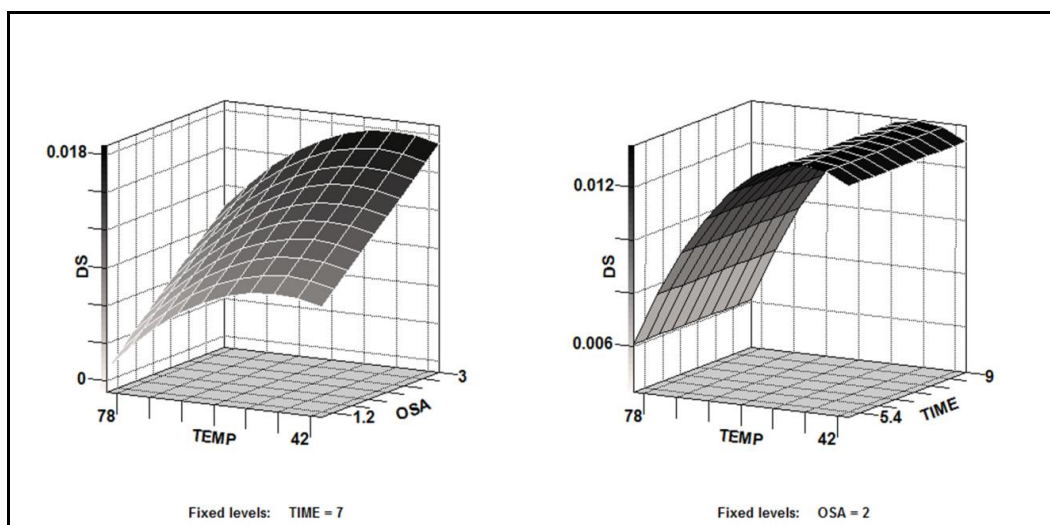 0.018
DS
0
78
TEMP
42
1.2
OSA
3
Fixed levels: TIME = 7
0.012
DS
0.006
78
TEMP
42
5.4
TIME
9
Fixed levels: OSA = 2